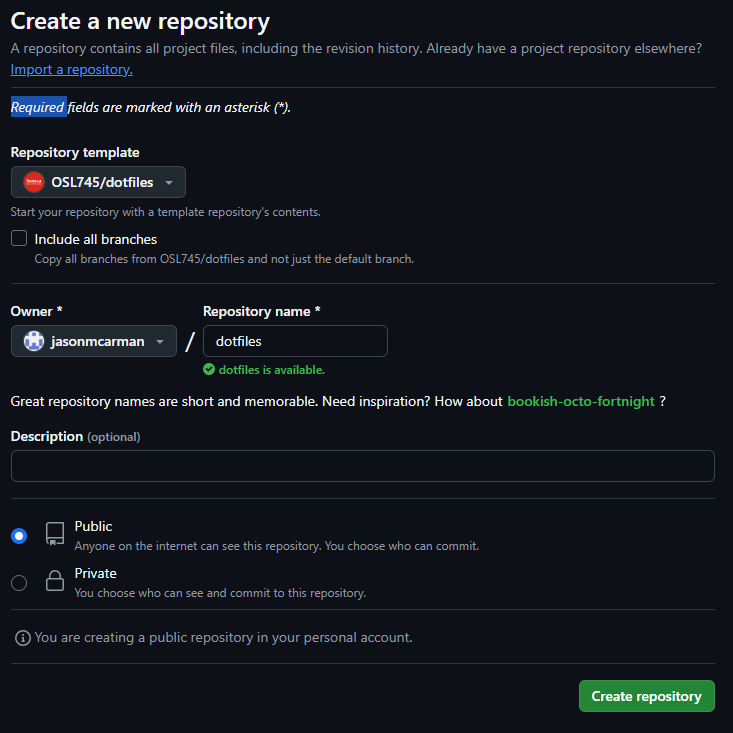 Create a new repository
A repository contains all project files, including the revision history. Already have a project repository elsewhere?
Import a repository.
Required fields are marked with an asterisk (*).
Repository template
OSL745/dotfiles
Start your repository with a template repository's contents.
Include all branches
Copy all branches from OSL745/dotfiles and not just the default branch.
Owner *
Repository name *
jasonmcarman
/
dotfiles
dotfiles is available.
Great repository names are short and memorable. Need inspiration? How about bookish-octo-fortnight ?
Description (optional)
Public
Anyone on the internet can see this repository. You choose who can commit.
Private
You choose who can see and commit to this repository.
You are creating a public repository in your personal account.
Create repository